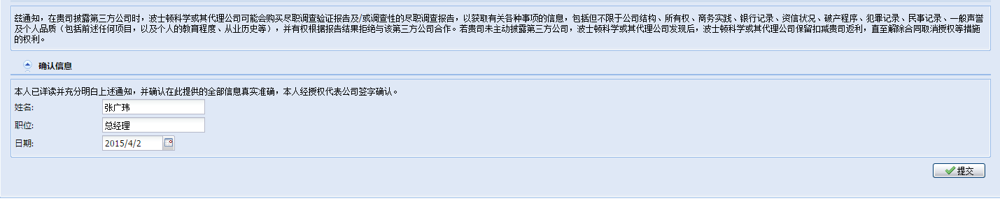 兹通知，在贵司披露第三方公司时，波士顿科学或其代理公司可能会购买尽职调查验证报告及/或调查性的尽职调查报告，以获取有关各种事项的信息，包括但不限于公司结构、所有权、商务实践、银行记录、资信状况、破产程序、犯罪记录、民事记录、一般声誉
及个人品质（包括前述任何项目，以及个人的教育程度、从业历史等），并有权根据报告结果拒绝与该第三方公司合作。若贵司未主动披露第三方公司，波士顿科学或其代理公司发现后，波士顿科学或其代理公司保留扣减贵司返利，直至解除合同取消授权等措施
的权利。
确认信息
本人已详读并充分明白上述通知，并确认在此提供的全部信息真实准确，本人经授权代表公司签字确认。
姓名: 张广玮
职位: 总经理
日期: 2015/4/2
提交